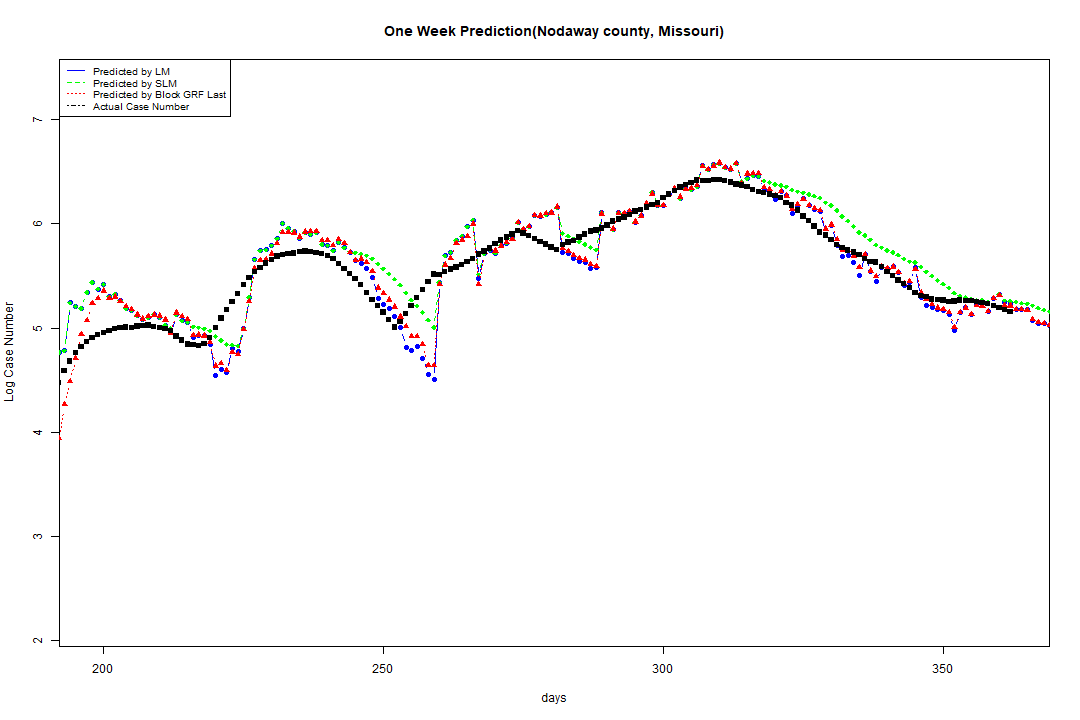 One Week Prediction(Nodaway county, Missouri)
Predicted by LM
Predicted by SLM
Predicted by Block GRF Last
Actual Case Number
7
6
5
4
3
2
Log Case Number
200 250 300 350
days